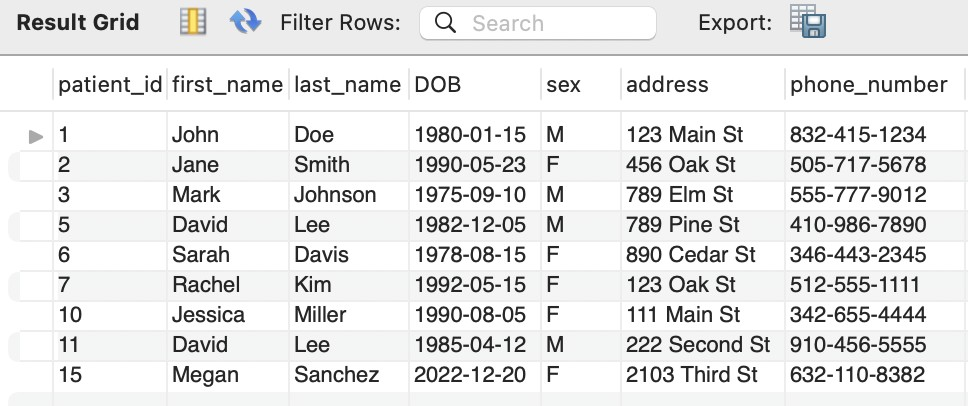 Result Grid Filter Rows: Search Export:
patient_id first_name last_name DOB sex address phone_number
1 John Doe 1980-01-15 M 123 Main St 832-415-1234
2 Jane Smith 1990-05-23 F 456 Oak St 505-717-5678
3 Mark Johnson 1975-09-10 M 789 Elm St 555-777-9012
5 David Lee 1982-12-05 M 789 Pine St 410-986-7890
6 Sarah Davis 1978-08-15 F 890 Cedar St 346-443-2345
7 Rachel Kim 1992-05-15 F 123 Oak St 512-555-1111
10 Jessica Miller 1990-08-05 F 111 Main St 342-655-4444
11 David Lee 1985-04-12 M 222 Second St 910-456-5555
15 Megan Sanchez 2022-12-20 F 2103 Third St 632-110-8382